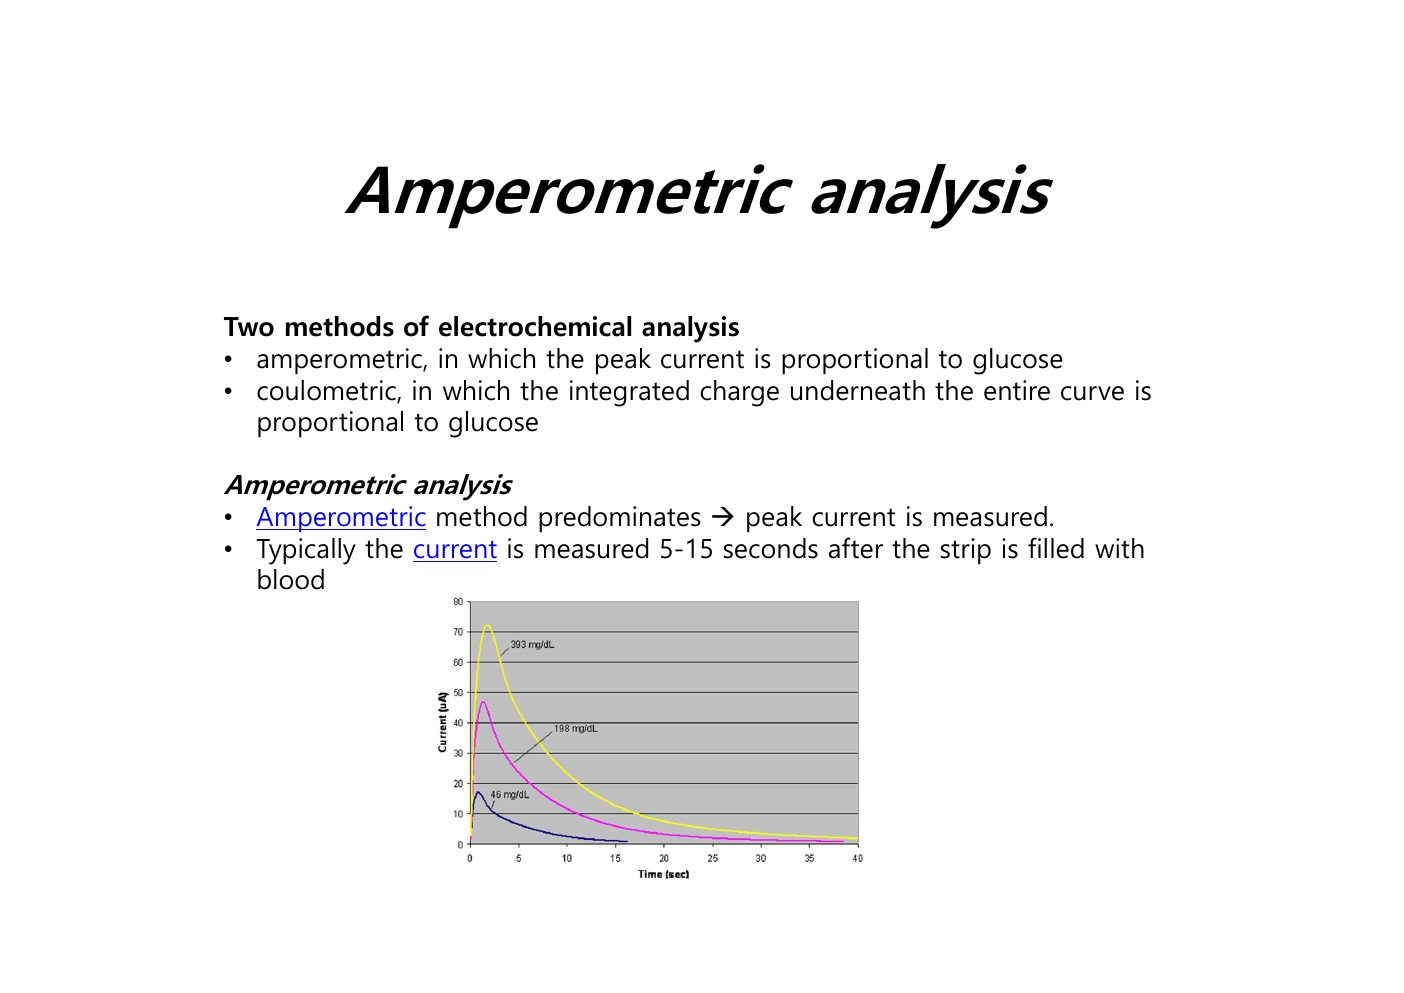 Amperometric analysis
Two methods of electrochemical analysis
• amperometric, in which the peak current is proportional to glucose
• coulometric, in which the integrated charge underneath the entire curve is
proportional to glucose
Amperometric analysis
• Amperometric method predominates → peak current is measured.
• Typically the current is measured 5-15 seconds after the strip is filled with
blood
80
70
60
50
40
30
20
10
0
Current (uA)
393 mg/dL
198 mg/dL
46 mg/dL
0 5 10 15 20 25 30 35 40
Time (sec)